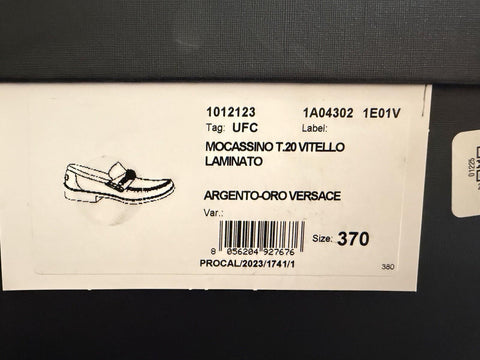 1012123 1A04302 1E01V
Tag: UFC Label:
MOCASSINO T.20 VITELLO
LAMINATO
ARGENTO-ORO VERSACE
Var.:
Size: 370
8 056204 927676
PROCAL/2023/1741/1
380
01225